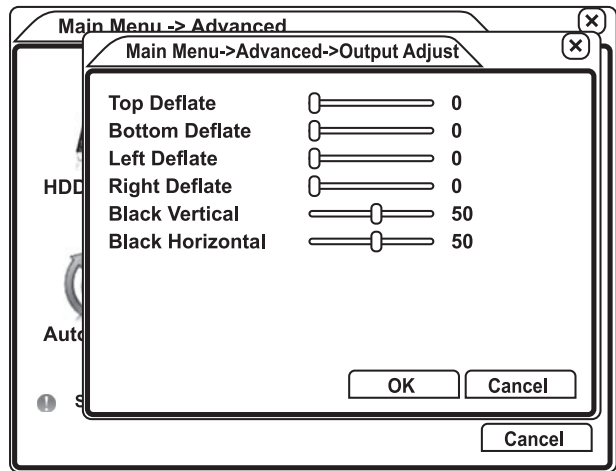 Main Menu -> Advanced
Main Menu->Advanced->Output Adjust
Top Deflate 0
Bottom Deflate 0
Left Deflate 0
Right Deflate 0
Black Vertical 50
Black Horizontal 50
HDD
Auto
S
OK Cancel
Cancel